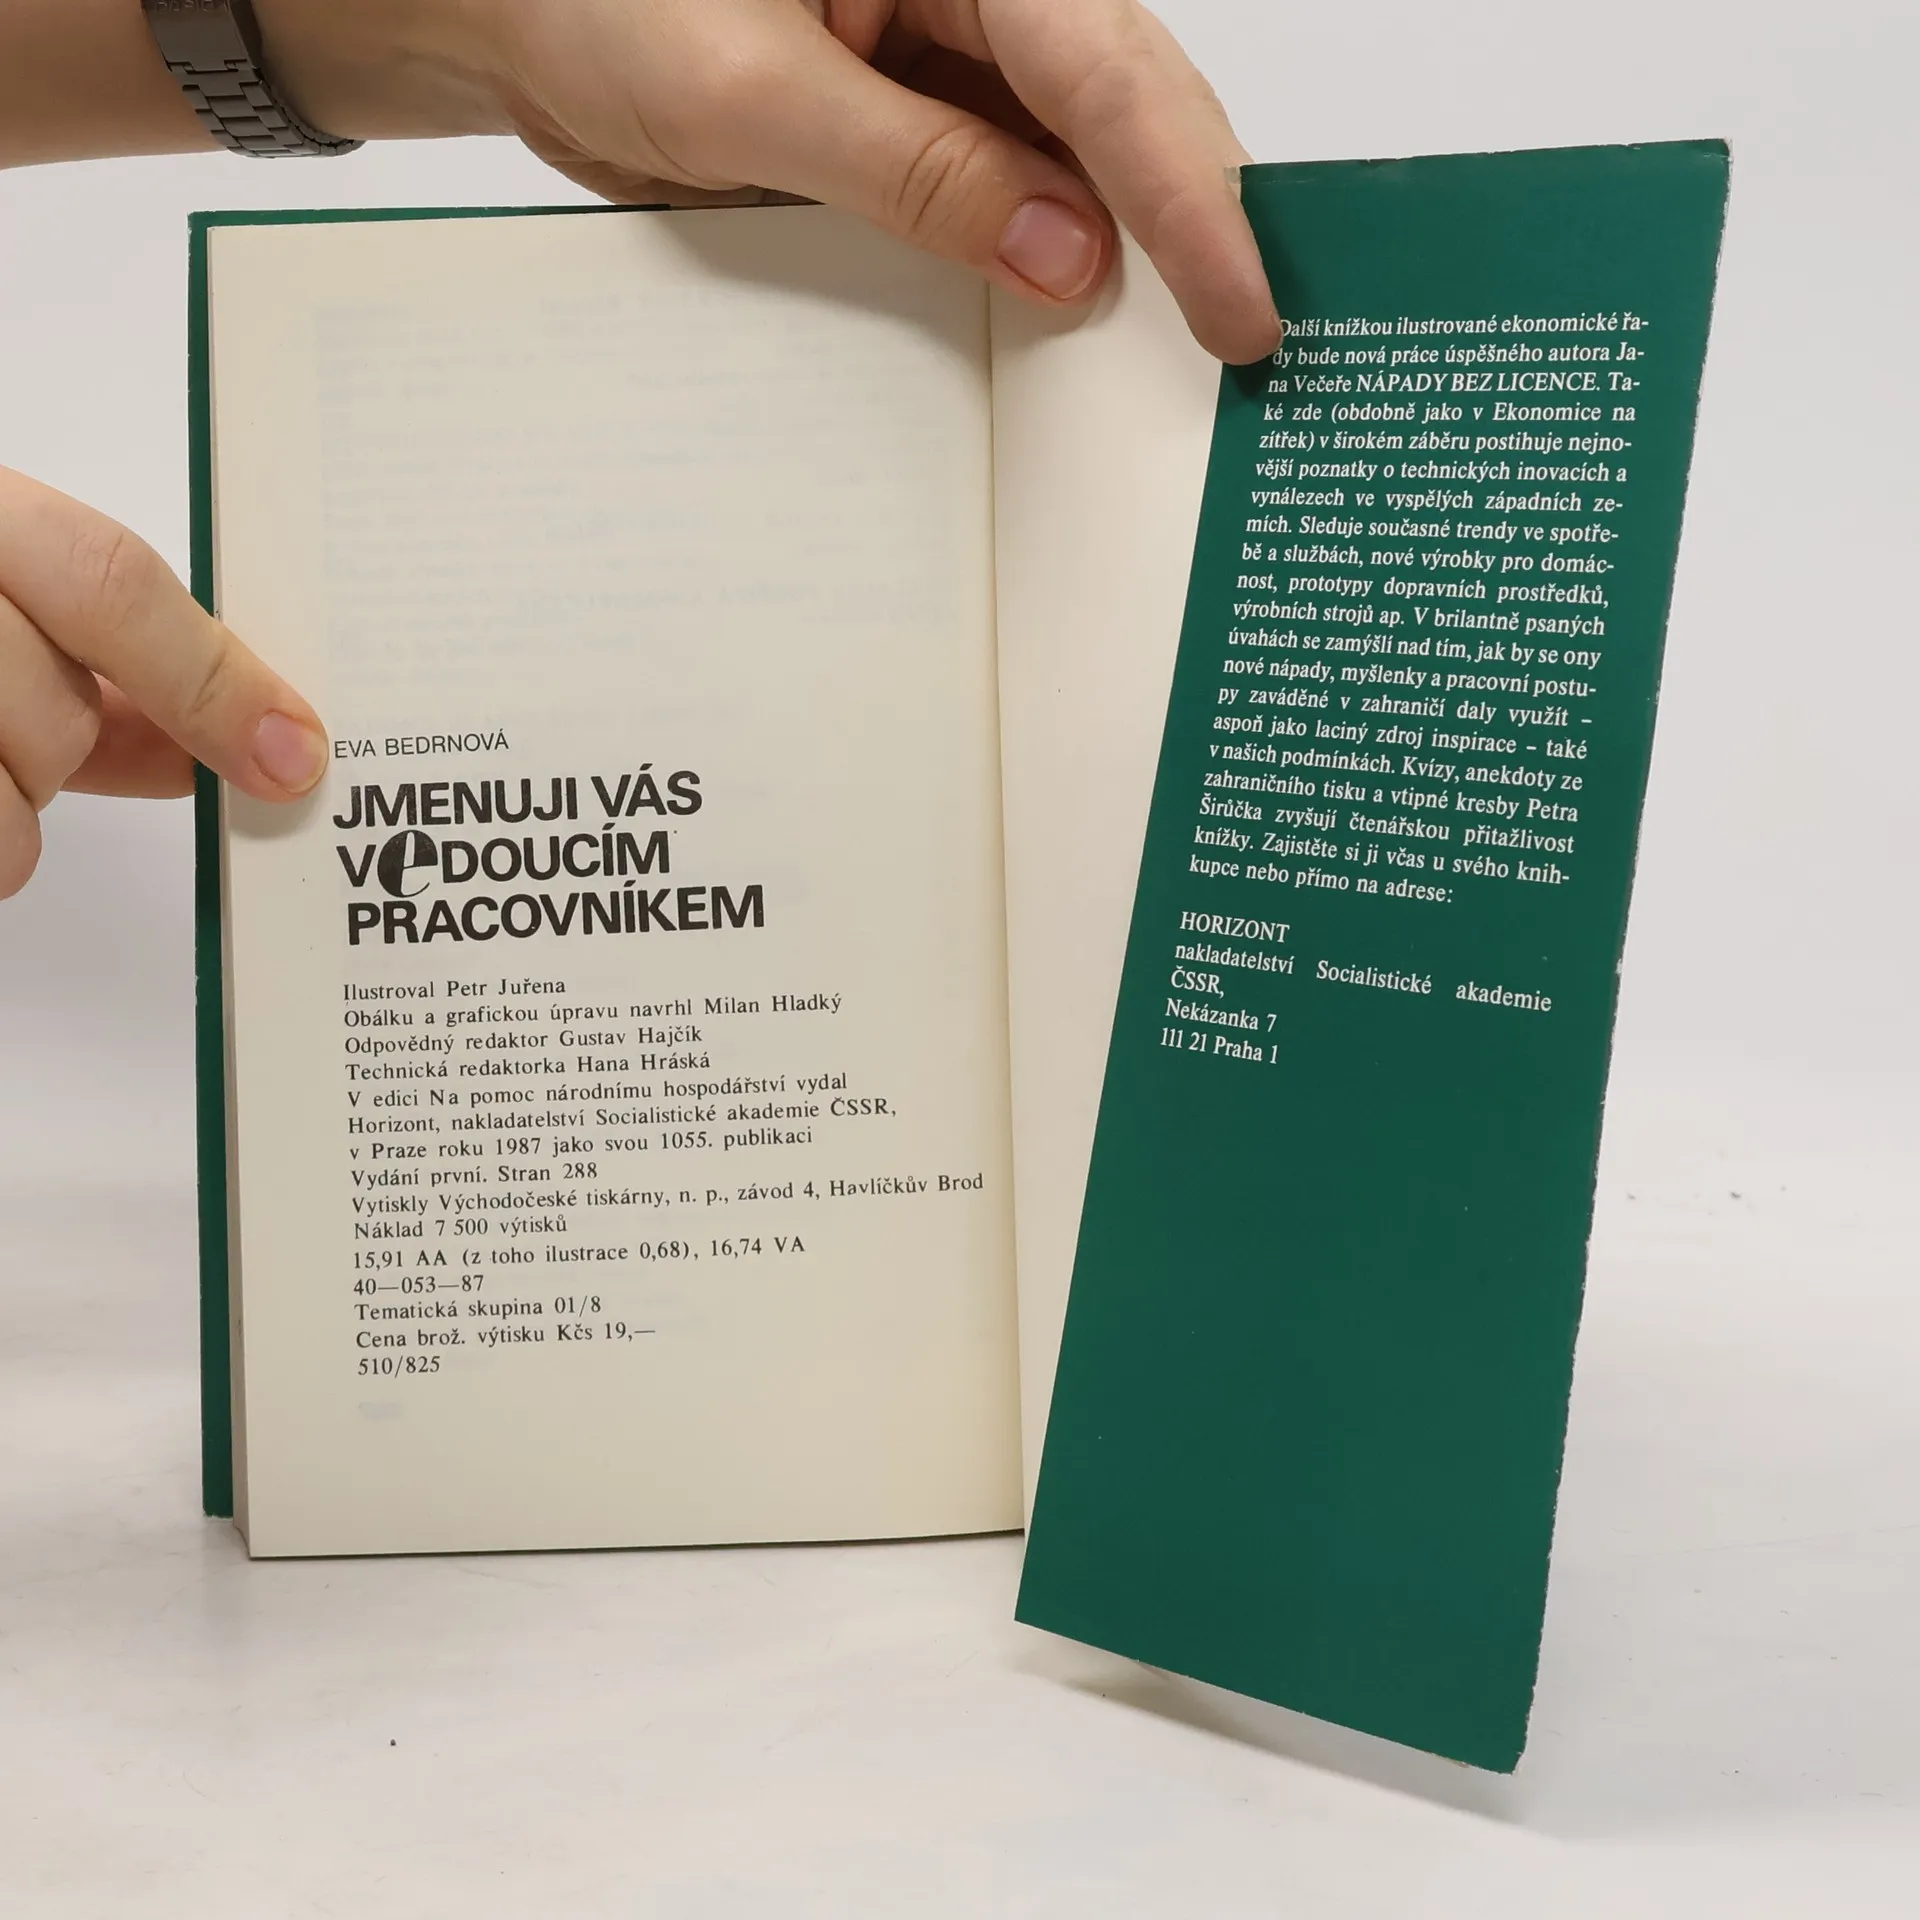 EVA BEDRNOVÁ
JMENUJI VÁS
VeDOUCÍM
PRACOVNÍKEM
Ilustroval Petr Juřena
Obálku a grafickou úpravu navrhl Milan Hladký
Odpovědný redaktor Gustav Hajčík
Technická redaktorka Hana Hráská
V edici Na pomoc národnímu hospodářství vydal
Horizont, nakladatelství Socialistické akademie ČSSR,
v Praze roku 1987 jako svou 1055. publikaci
Vydání první. Stran 288
Vytiskly Východočeské tiskárny, n. p., závod 4, Havlíčkův Brod
Náklad 7 500 výtisků
15,91 AA (z toho ilustrace 0,68), 16,74 VA
40—053—87
Tematická skupina 01/8
Cena brož. výtisku Kčs 19,—
510/825
Další knížkou ilustrované ekonomické řa-
dy bude nová práce úspěšného autora Ja-
na Večeře NÁPADY BEZ LICENCE. Ta-
ké zde (obdobně jako v Ekonomice na
zítřek) v širokém záběru postihuje nejno-
vější poznatky o technických inovacích a
vynálezech ve vyspělých západních ze-
mích. Sleduje současné trendy ve spotře-
bě a službách, nové výrobky pro domác-
nost, prototypy dopravních prostředků,
výrobních strojů ap. V brilantně psaných
úvahách se zamýšlí nad tím, jak by se ony
nové nápady, myšlenky a pracovní postu-
py zaváděné v zahraničí daly využít –
aspoň jako laciný zdroj inspirace – také
v našich podmínkách. Kvízy, anekdoty ze
zahraničního tisku a vtipné kresby Petra
Širůčka zvyšují čtenářskou přitažlivost
knížky. Zajistěte si ji včas u svého knih-
kupce nebo přímo na adrese:
HORIZONT
nakladatelství Socialistické akademie
ČSSR,
Nekázanka 7
111 21 Praha 1